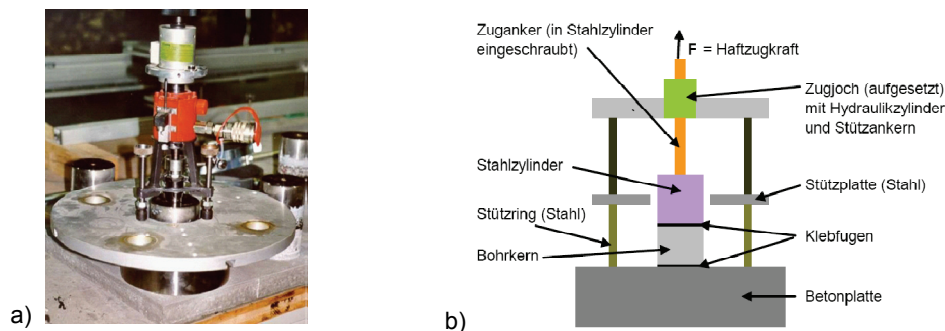 a)
b)
Zuganker (in Stahlzylinder
eingeschraubt)
F = Haftzugkraft
Zugjoch (aufgesetzt)
mit Hydraulikzylinder
und Stützankern
Stahlzylinder
Stützplatte (Stahl)
Stützring (Stahl)
Klebfugen
Bohrkern
Betonplatte